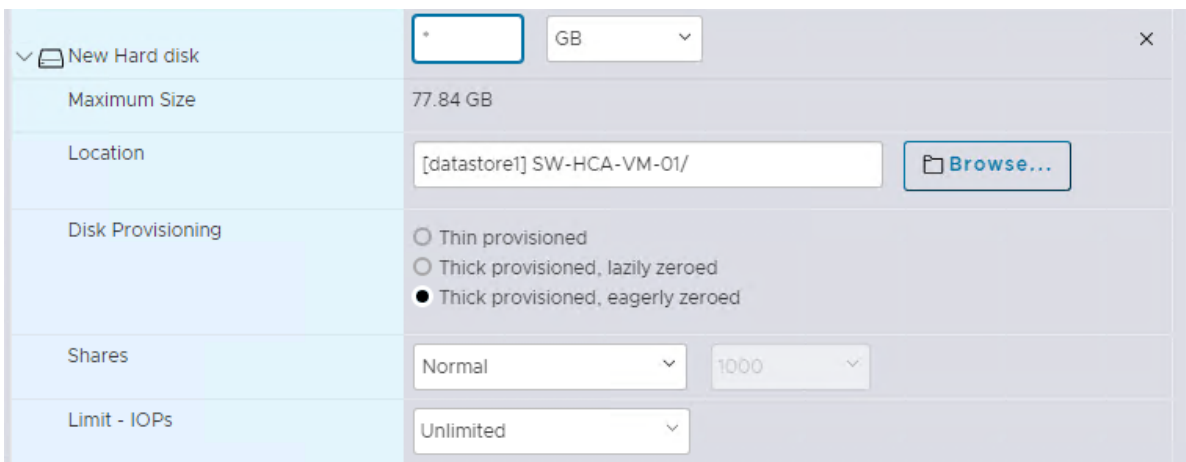 * GB
New Hard disk
Maximum Size 77.84 GB
Location [datastore1] SW-HCA-VM-01/ Browse...
Disk Provisioning
Thin provisioned
Thick provisioned, lazily zeroed
Thick provisioned, eagerly zeroed
Shares Normal 1000
Limit - IOPs Unlimited